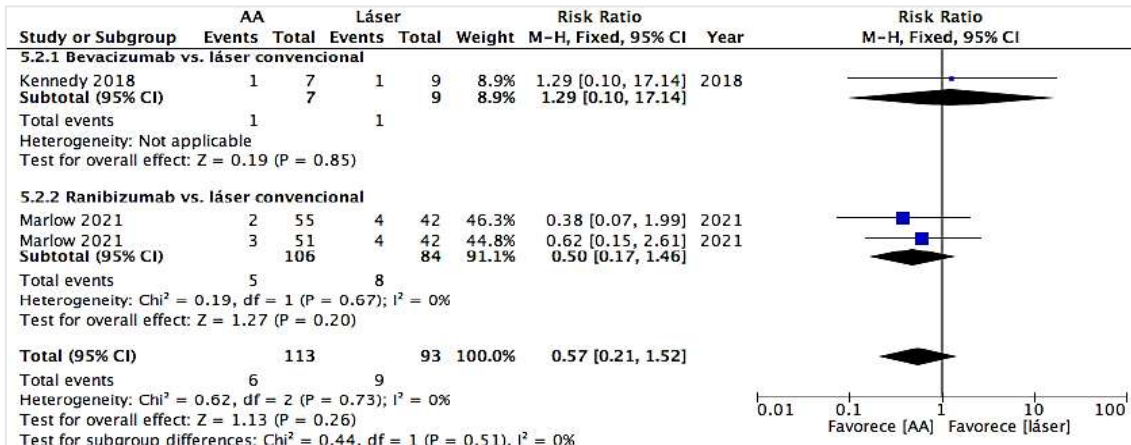 AA Láser Risk Ratio Risk Ratio
Study or Subgroup Events Total Events Total Weight M-H, Fixed, 95% CI Year M-H, Fixed, 95% CI
5.2.1 Bevacizumab vs. láser convencional
Kennedy 2018 1 7 1 9 8.9% 1.29 [0.10, 17.14] 2018
Subtotal (95% CI) 7 9 8.9% 1.29 [0.10, 17.14]
Total events 1 1
Heterogeneity: Not applicable
Test for overall effect: Z = 0.19 (P = 0.85)
5.2.2 Ranibizumab vs. láser convencional
Marlow 2021 2 55 4 42 46.3% 0.38 [0.07, 1.99] 2021
Marlow 2021 3 51 4 42 44.8% 0.62 [0.15, 2.61] 2021
Subtotal (95% CI) 106 84 91.1% 0.50 [0.17, 1.46]
Total events 5 8
Heterogeneity: Chi² = 0.19, df = 1 (P = 0.67); I² = 0%
Test for overall effect: Z = 1.27 (P = 0.20)
Total (95% CI) 113 93 100.0% 0.57 [0.21, 1.52]
Total events 6 9
Heterogeneity: Chi² = 0.62, df = 2 (P = 0.73); I² = 0%
Test for overall effect: Z = 1.13 (P = 0.26)
Test for subgroup differences: Chi² = 0.44, df = 1 (P = 0.51), I² = 0%
0.01 0.1 1 10 100
Favorece [AA] Favorece [láser]